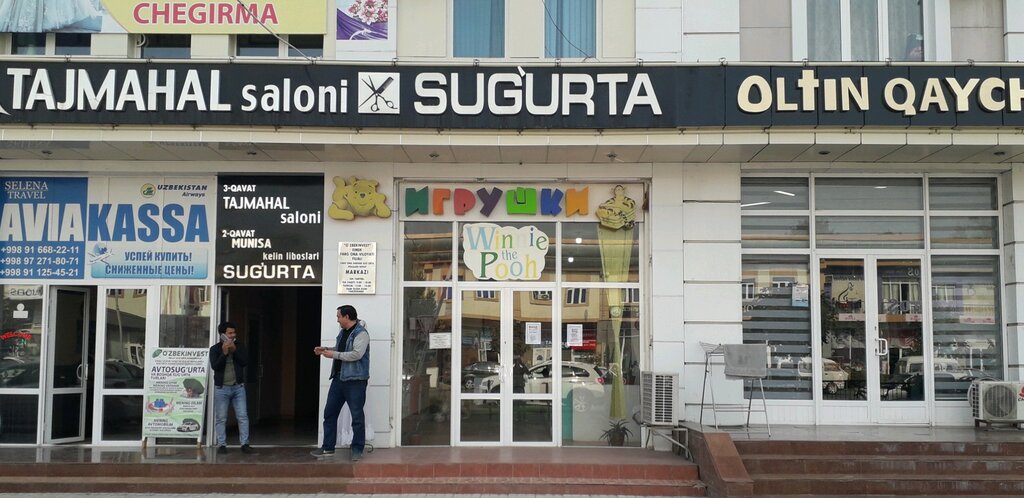 CHEGIRMA
TAJMAHAL saloni
SUG'URTA
OLTIN QAYCH
SELENA
TRAVEL
UZBEKISTAN
Airways
AVIAKASSA
+998 91 668-22-11
+998 97 271-80-71
+998 91 125-45-2
УСПЕЙ КУПИТЬ!
СНИЖЕННЫЕ ЦЕНЫ!
3-QAVAT
TAJMAHAL
saloni
2-QAVAT
MUNISA
kelin liboslari
SUG'URTA
MARKAZI
ИГРУШКИ
Winnie
the
Pooh
WELCOME
O'ZBEKINVEST
AVTOSUG'URTA